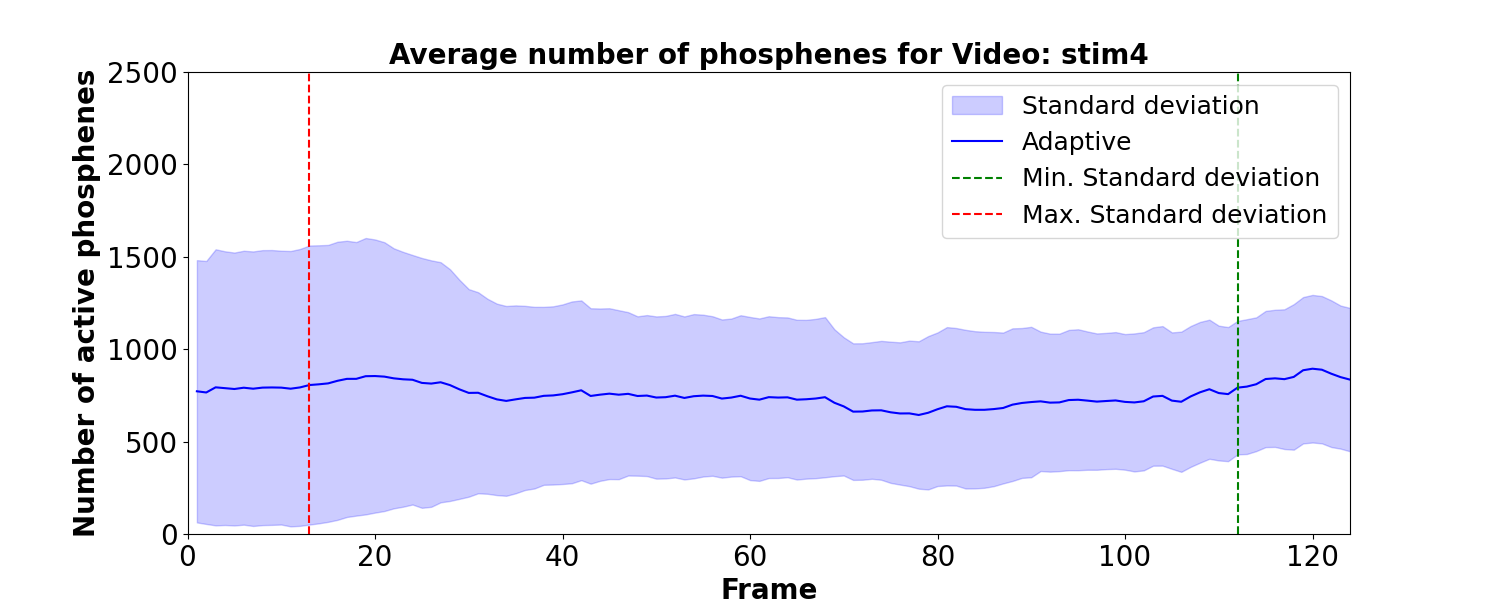 Average number of phosphenes for Video: stim4
Number of active phosphenes
2500
2000
1500
1000
500
0
Standard deviation
Adaptive
Min. Standard deviation
Max. Standard deviation
0 20 40 60 80 100 120
Frame